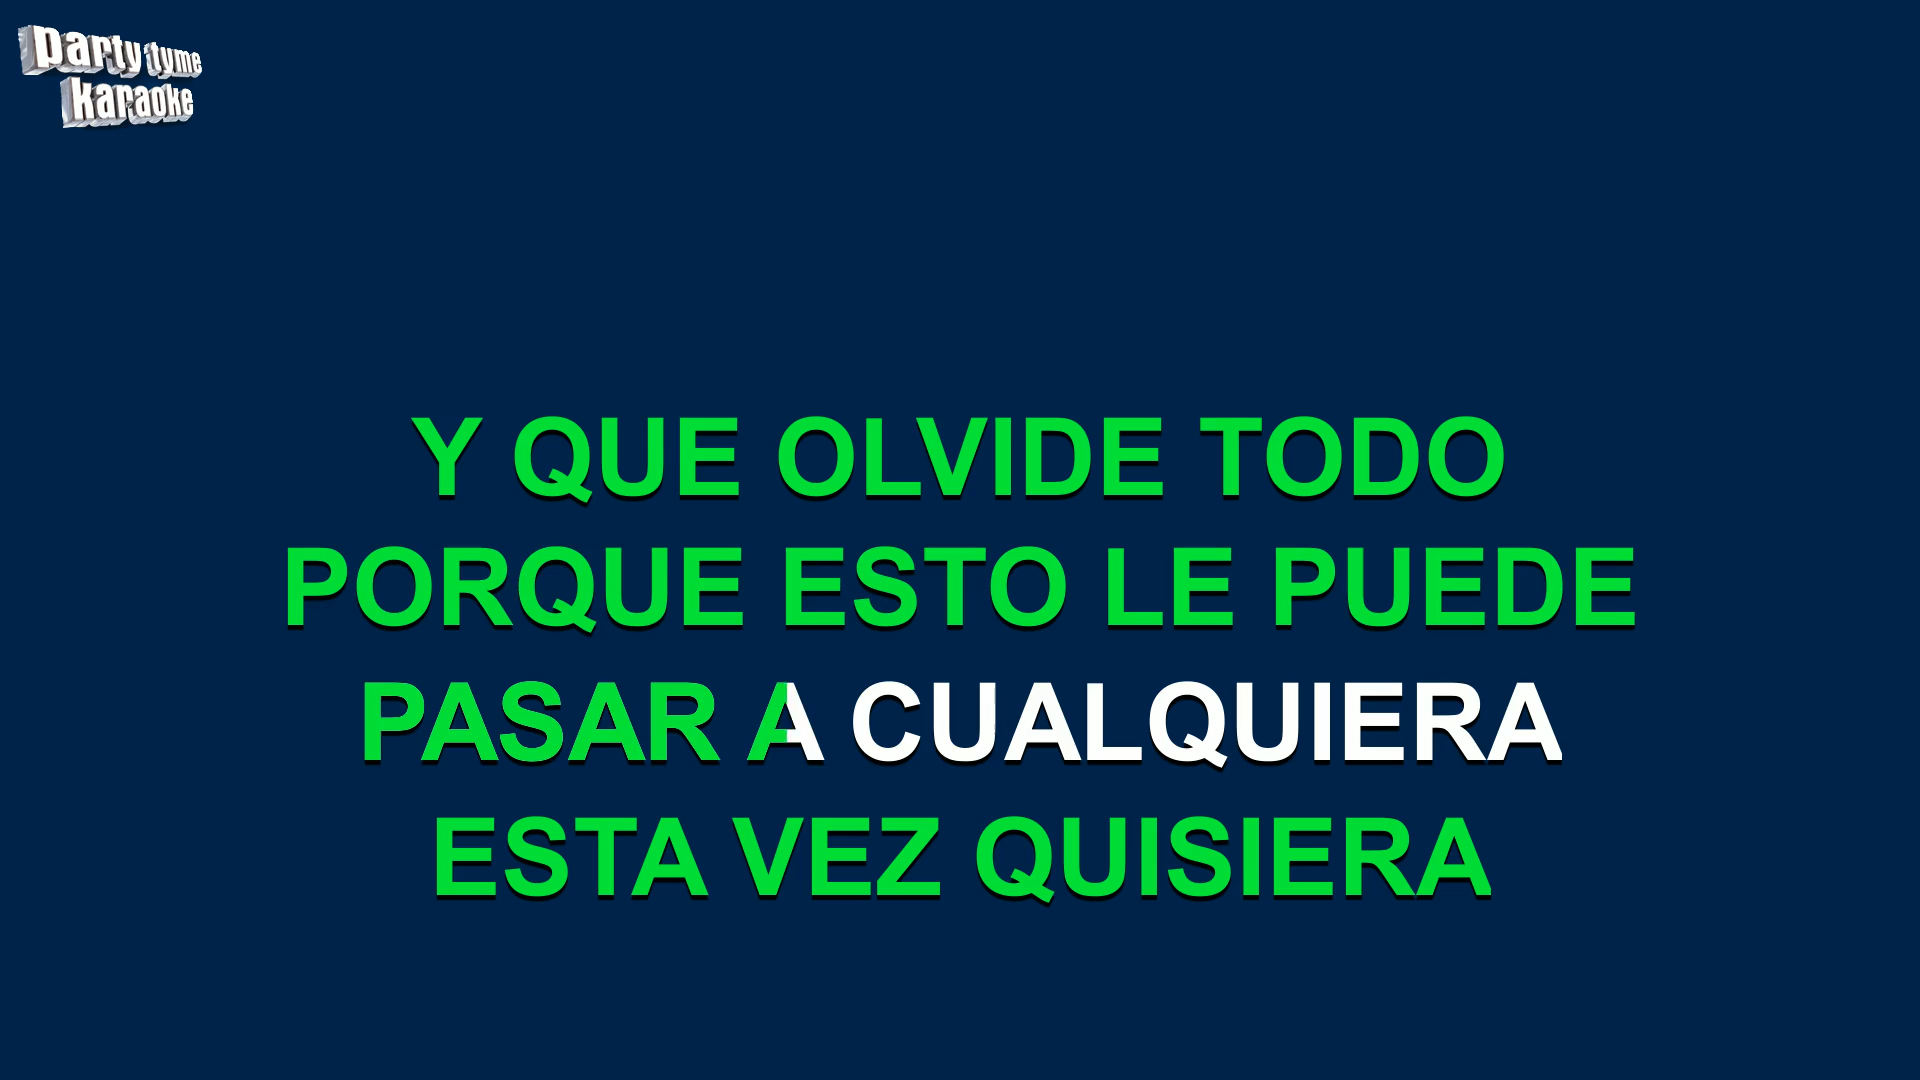 party tyme
karaoke
Y QUE OLVIDE TODO
PORQUE ESTO LE PUEDE
PASAR A CUALQUIERA
ESTA VEZ QUISIERA